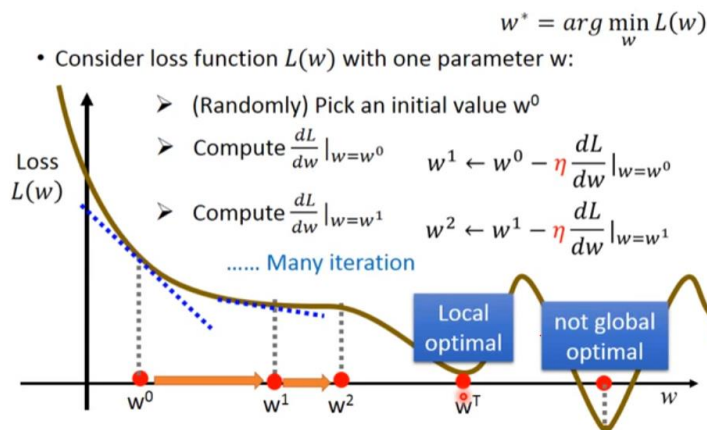 w* = arg min_w L(w)
• Consider loss function L(w) with one parameter w:
➢ (Randomly) Pick an initial value w⁰
➢ Compute dL/dw |w=w⁰
w¹ ← w⁰ − η dL/dw |w=w⁰
➢ Compute dL/dw |w=w¹
w² ← w¹ − η dL/dw |w=w¹
...... Many iteration
Loss
L(w)
Local
optimal
not global
optimal
w⁰ w¹ w² wᵀ w